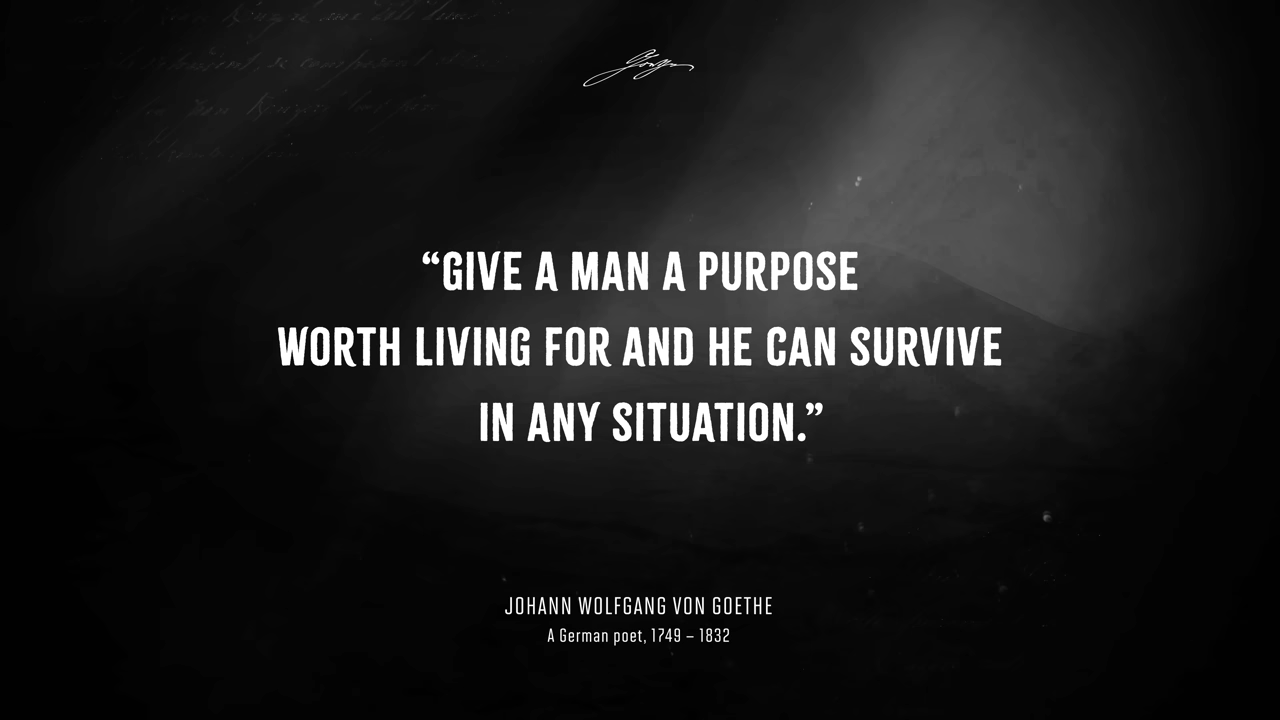 “GIVE A MAN A PURPOSE
WORTH LIVING FOR AND HE CAN SURVIVE
IN ANY SITUATION.”
JOHANN WOLFGANG VON GOETHE
A German poet, 1749 – 1832